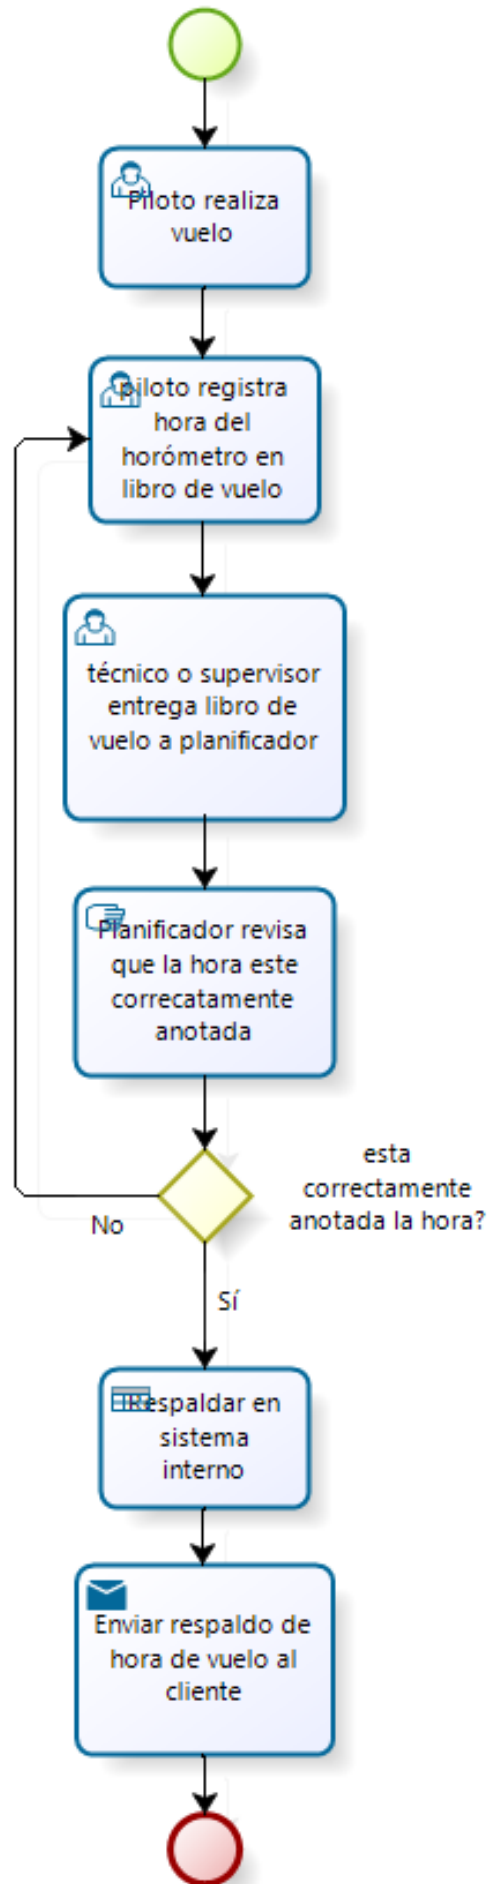 Piloto realiza
vuelo
piloto registra
hora del
horómetro en
libro de vuelo
técnico o supervisor
entrega libro de
vuelo a planificador
Planificador revisa
que la hora este
correcatamente
anotada
esta
correctamente
anotada la hora?
No
Sí
Respaldar en
sistema
interno
Enviar respaldo de
hora de vuelo al
cliente